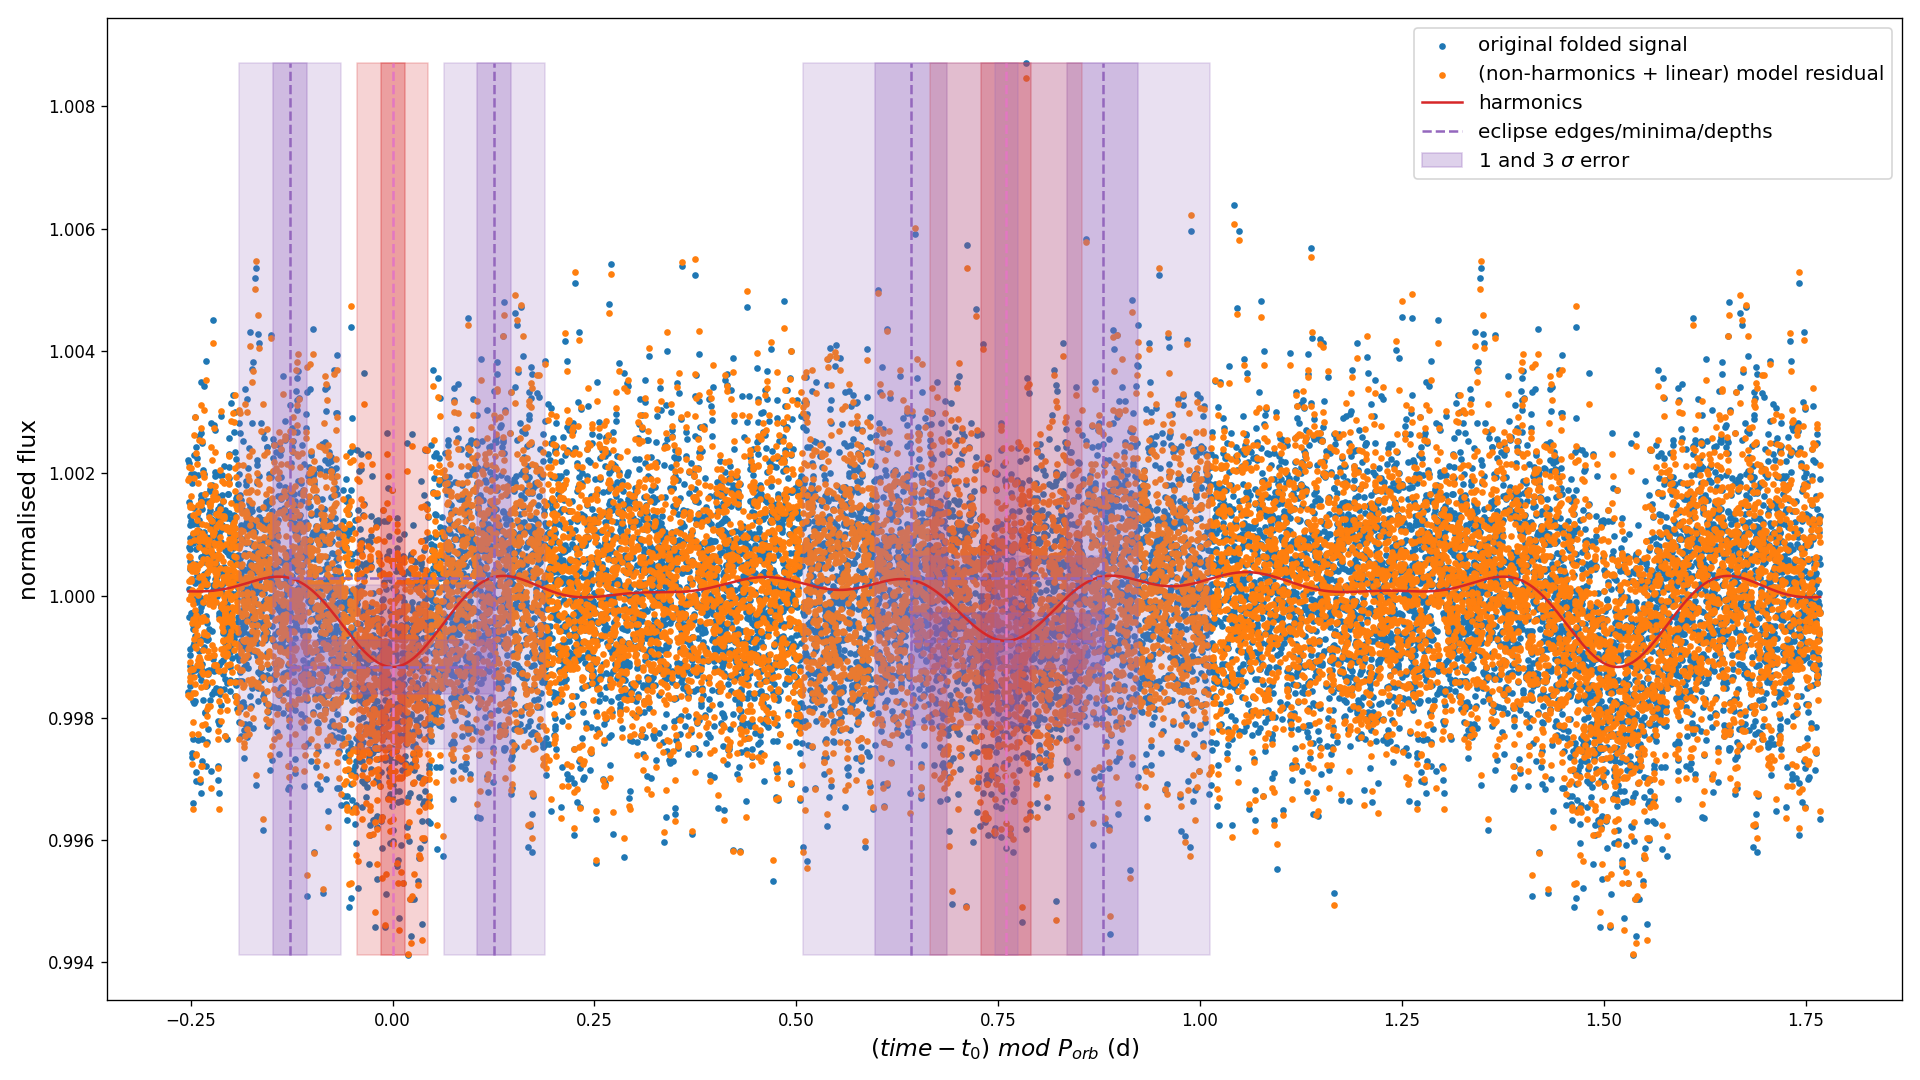 original folded signal
(non-harmonics + linear) model residual
harmonics
eclipse edges/minima/depths
1 and 3 σ error
normalised flux
1.008
1.006
1.004
1.002
1.000
0.998
0.996
0.994
−0.25 0.00 0.25 0.50 0.75 1.00 1.25 1.50 1.75
(time − t₀) mod Pₒᵣb (d)